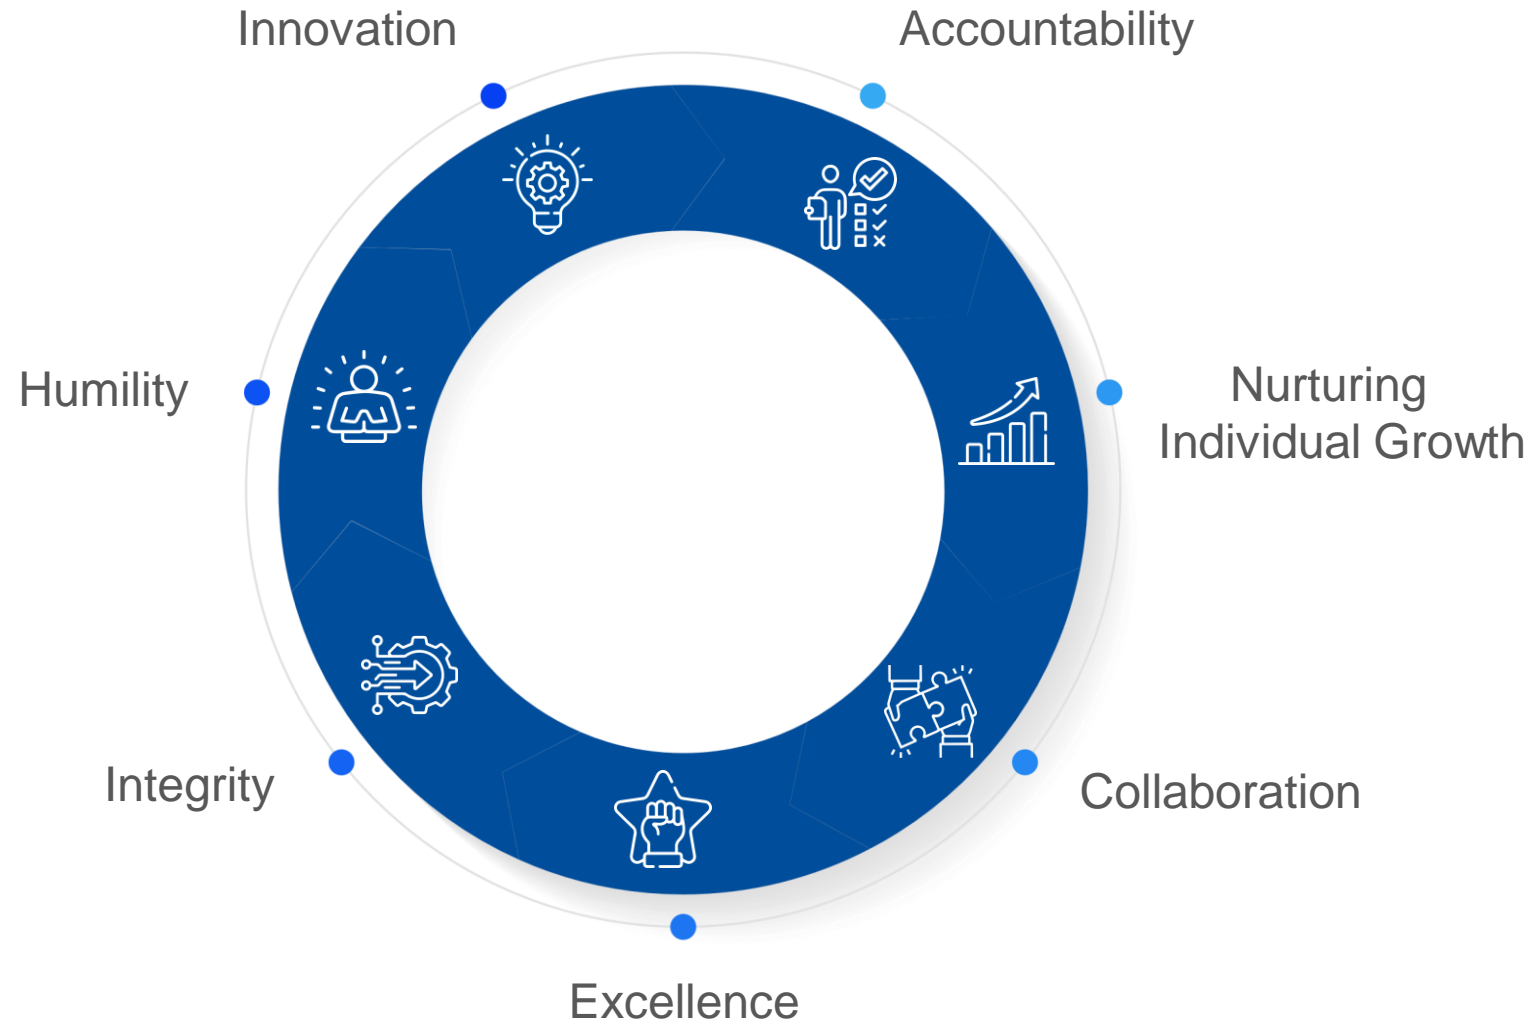 Innovation
Accountability
Humility
Nurturing
Individual Growth
Integrity
Collaboration
Excellence